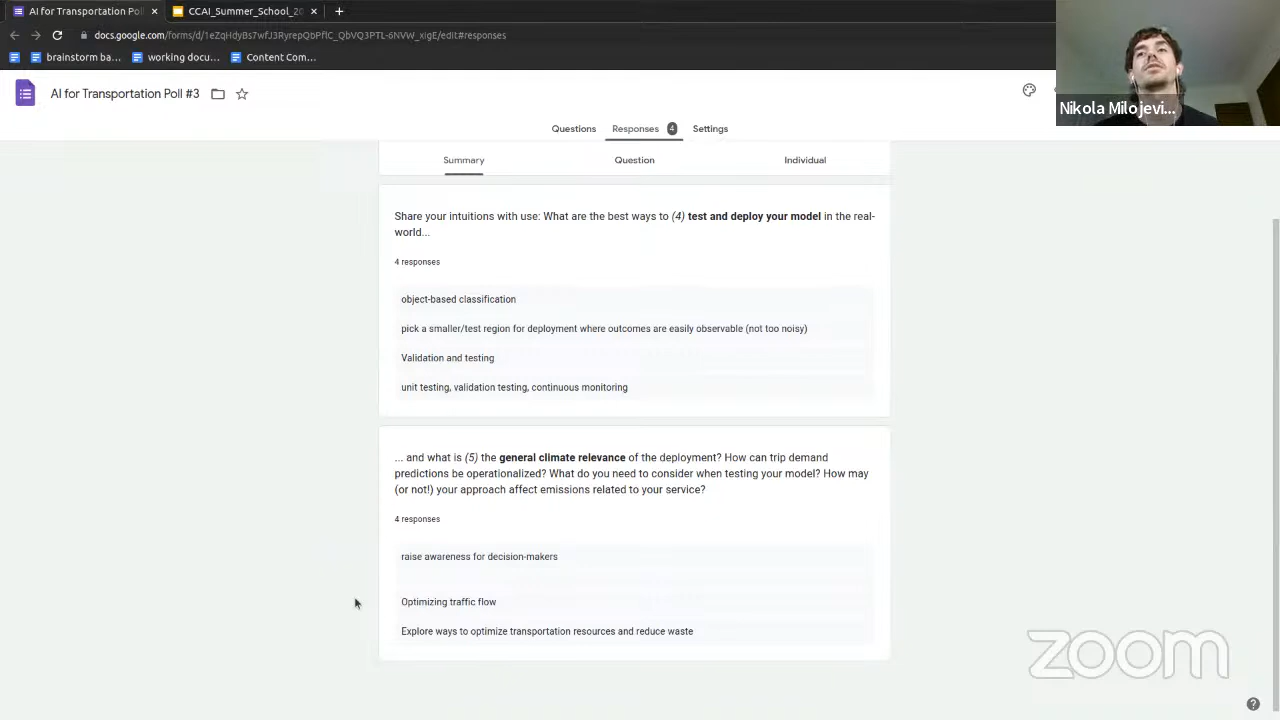 AI for Transportation Poll
CCAI_Summer_School_20
docs.google.com/forms/d/1eZqHdyBs7wfJ3RyrepQbPflC_QbVQ3PTL-6NVW_xigE/edit#responses
brainstorm ba...
working docu...
Content Com...
AI for Transportation Poll #3
Nikola Milojevi...
Questions
Responses 4
Settings
Summary
Question
Individual
Share your intuitions with use: What are the best ways to (4) test and deploy your model in the real-
world...
4 responses
object-based classification
pick a smaller/test region for deployment where outcomes are easily observable (not too noisy)
Validation and testing
unit testing, validation testing, continuous monitoring
... and what is (5) the general climate relevance of the deployment? How can trip demand
predictions be operationalized? What do you need to consider when testing your model? How may
(or not!) your approach affect emissions related to your service?
4 responses
raise awareness for decision-makers
Optimizing traffic flow
Explore ways to optimize transportation resources and reduce waste
zoom